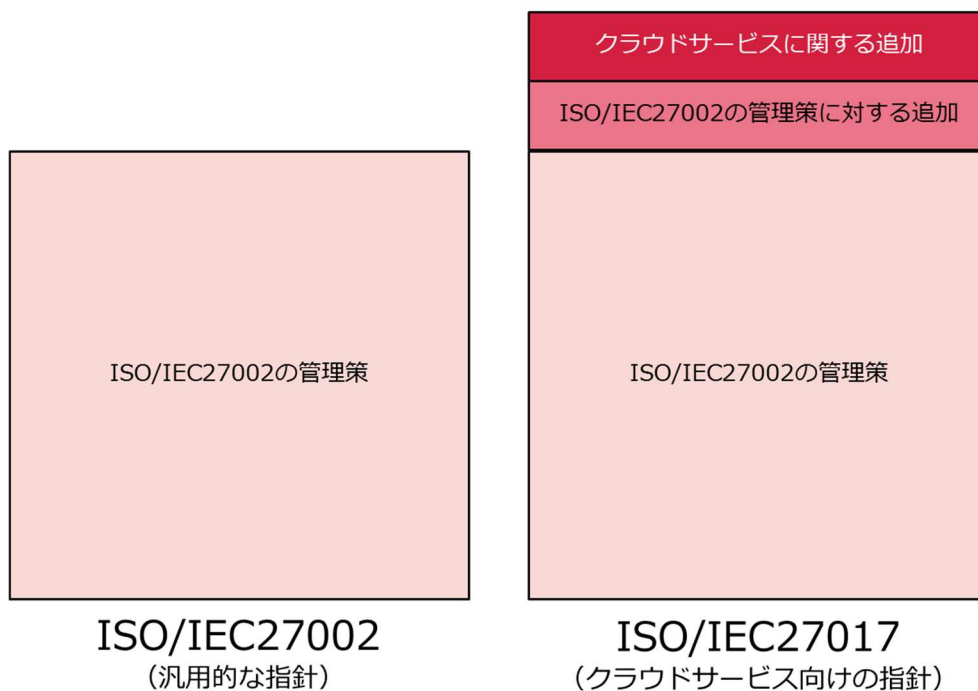 クラウドサービスに関する追加
ISO/IEC27002の管理策に対する追加
ISO/IEC27002の管理策
ISO/IEC27002の管理策
ISO/IEC27002
（汎用的な指針）
ISO/IEC27017
（クラウドサービス向けの指針）